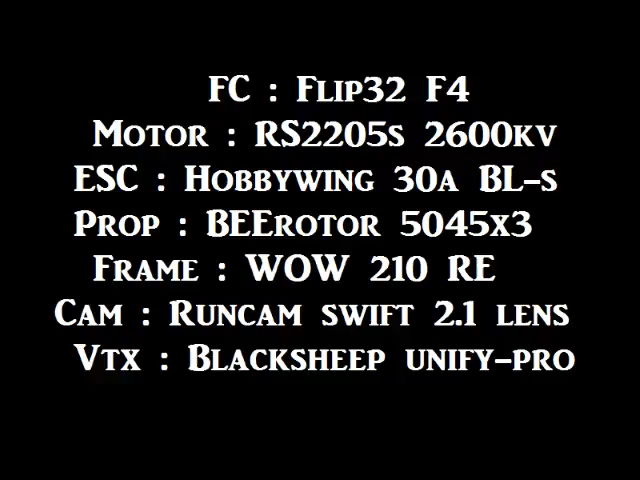 FC : Flip32 F4
Motor : RS2205s 2600kv
ESC : Hobbywing 30a BL-s
Prop : BEErotor 5045x3
Frame : WOW 210 RE
Cam : Runcam swift 2.1 lens
Vtx : Blacksheep unify-pro